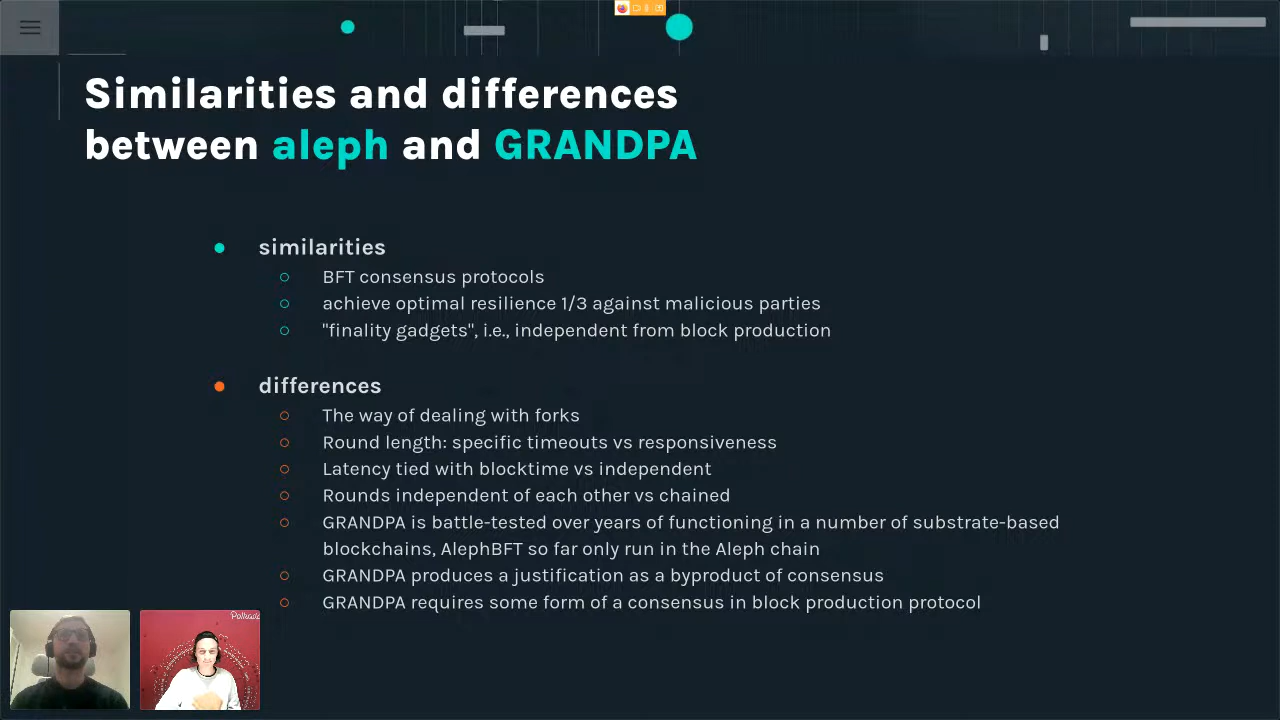 Similarities and differences
between aleph and GRANDPA
similarities
BFT consensus protocols
achieve optimal resilience 1/3 against malicious parties
"finality gadgets", i.e., independent from block production
differences
The way of dealing with forks
Round length: specific timeouts vs responsiveness
Latency tied with blocktime vs independent
Rounds independent of each other vs chained
GRANDPA is battle-tested over years of functioning in a number of substrate-based
blockchains, AlephBFT so far only run in the Aleph chain
GRANDPA produces a justification as a byproduct of consensus
GRANDPA requires some form of a consensus in block production protocol